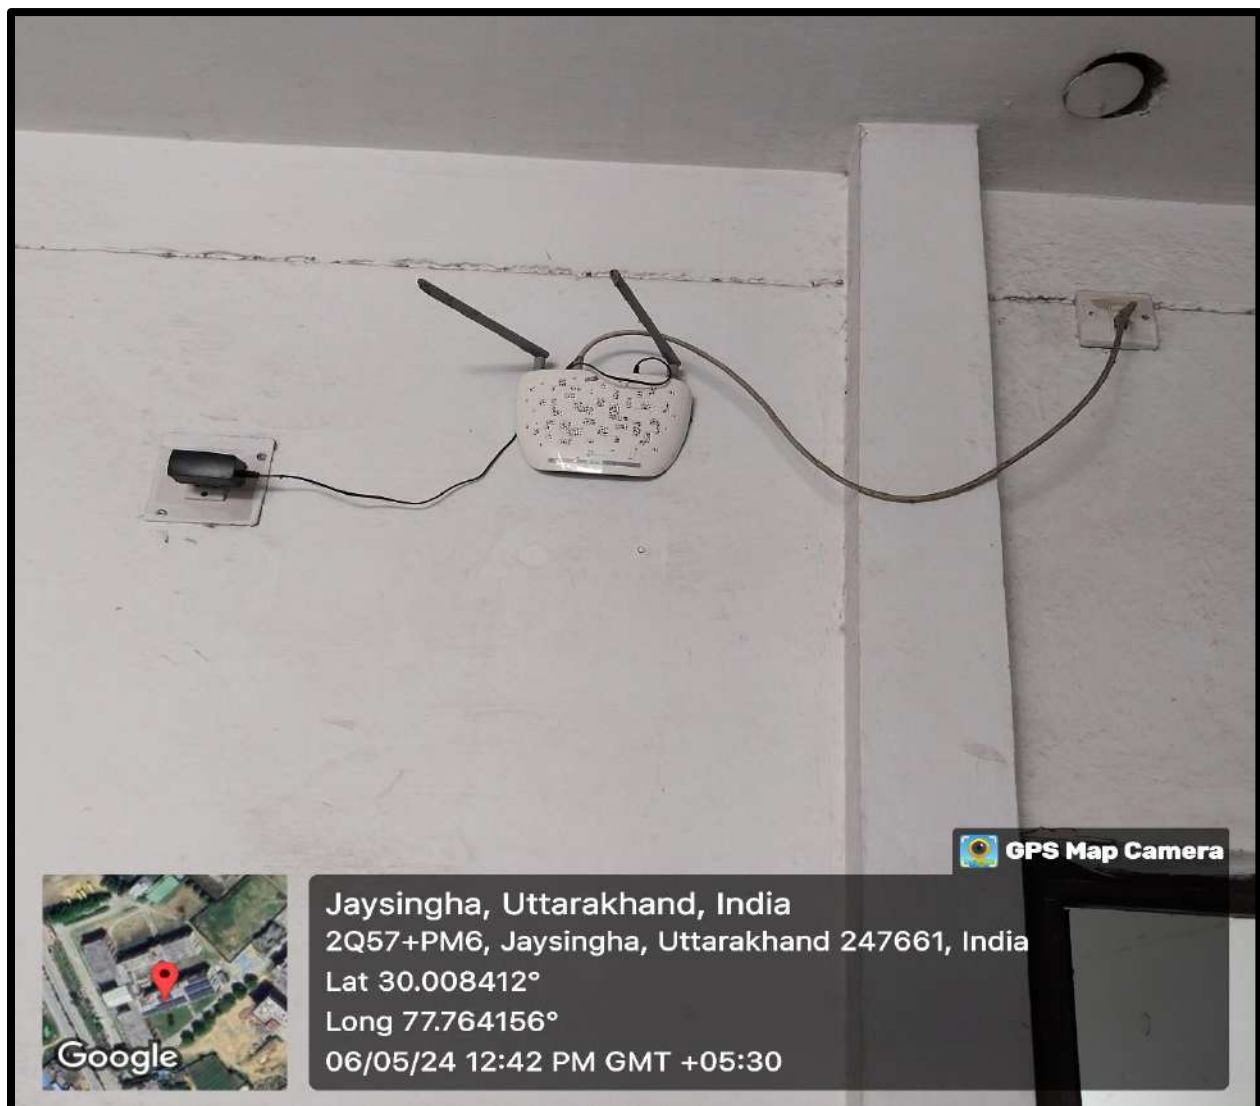 GPS Map Camera
Jaysingha, Uttarakhand, India
2Q57+PM6, Jaysingha, Uttarakhand 247661, India
Lat 30.008412°
Long 77.764156°
06/05/24 12:42 PM GMT +05:30
Google